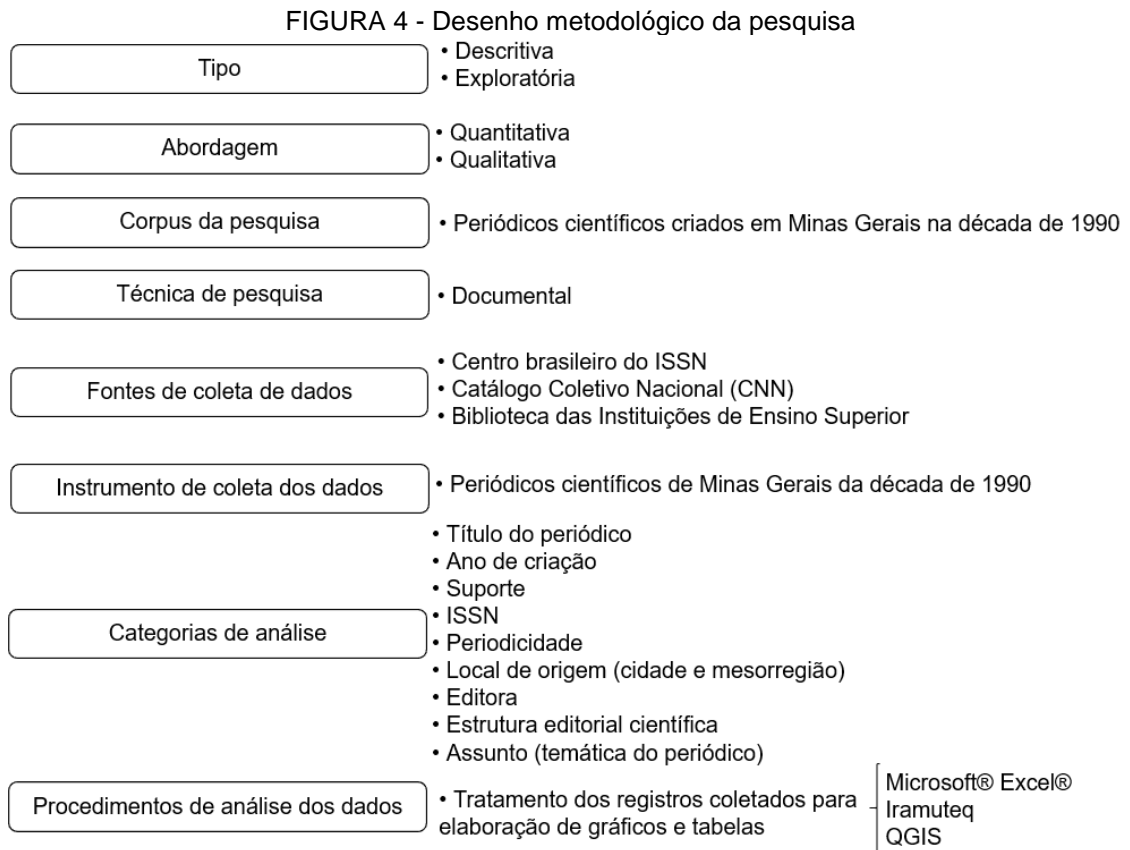 FIGURA 4 - Desenho metodológico da pesquisa
Tipo
• Descritiva
• Exploratória
Abordagem
• Quantitativa
• Qualitativa
Corpus da pesquisa
• Periódicos científicos criados em Minas Gerais na década de 1990
Técnica de pesquisa
• Documental
Fontes de coleta de dados
• Centro brasileiro do ISSN
• Catálogo Coletivo Nacional (CNN)
• Biblioteca das Instituições de Ensino Superior
Instrumento de coleta dos dados
• Periódicos científicos de Minas Gerais da década de 1990
Categorias de análise
• Título do periódico
• Ano de criação
• Suporte
• ISSN
• Periodicidade
• Local de origem (cidade e mesorregião)
• Editora
• Estrutura editorial científica
• Assunto (temática do periódico)
Procedimentos de análise dos dados
• Tratamento dos registros coletados para
elaboração de gráficos e tabelas
Microsoft® Excel®
Iramuteq
QGIS